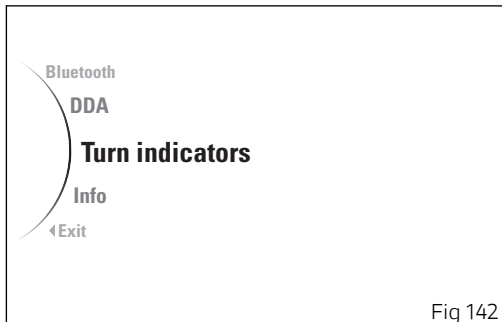 Bluetooth
DDA
Turn indicators
Info
Exit
Fig 142